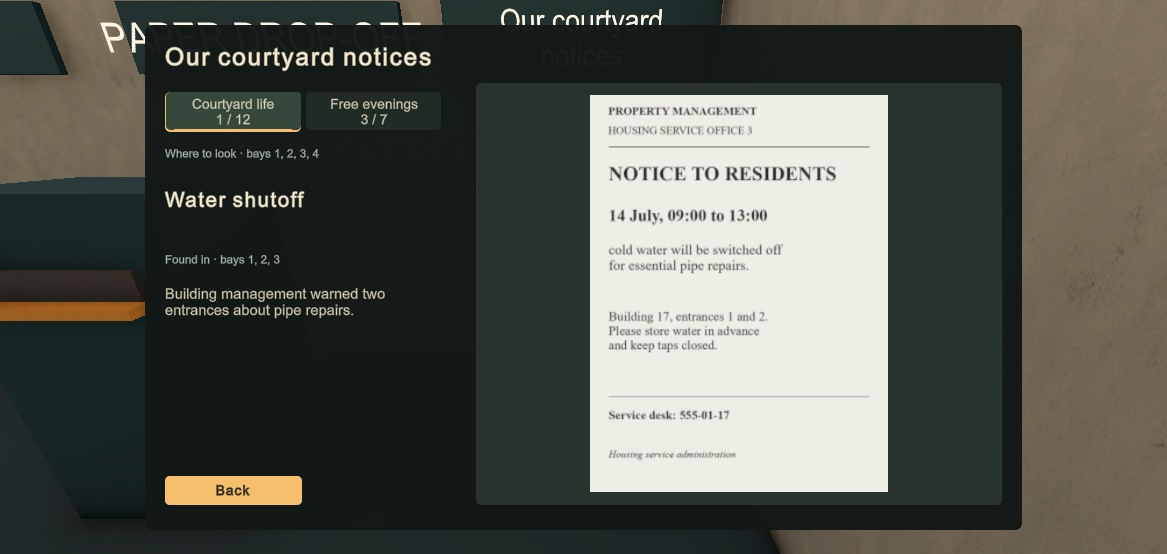 PAPER DROP-OFF
Our courtyard
notices
Our courtyard notices
Courtyard life
1 / 12
Free evenings
3 / 7
Where to look · bays 1, 2, 3, 4
Water shutoff
Found in · bays 1, 2, 3
Building management warned two
entrances about pipe repairs.
Back
PROPERTY MANAGEMENT
HOUSING SERVICE OFFICE 3
NOTICE TO RESIDENTS
14 July, 09:00 to 13:00
cold water will be switched off
for essential pipe repairs.
Building 17, entrances 1 and 2.
Please store water in advance
and keep taps closed.
Service desk: 555-01-17
Housing service administration